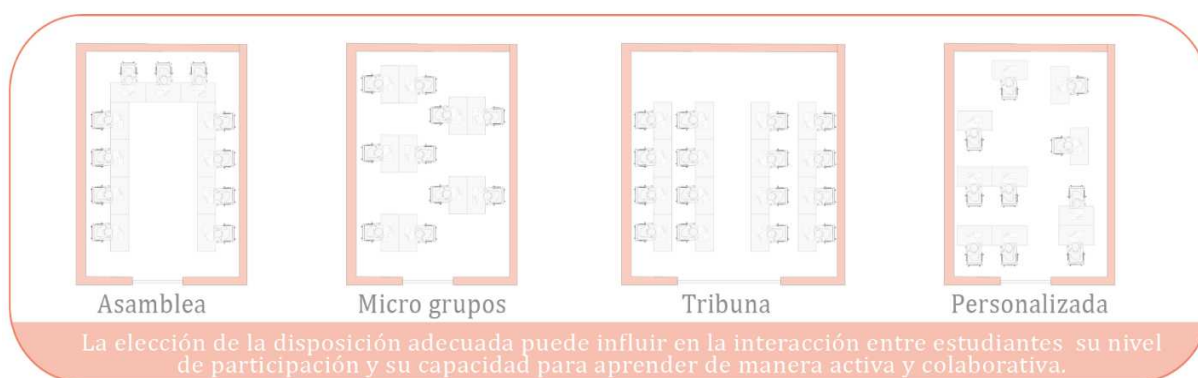 Asamblea
Micro grupos
Tribuna
Personalizada
La elección de la disposición adecuada puede influir en la interacción entre estudiantes su nivel
de participación y su capacidad para aprender de manera activa y colaborativa.